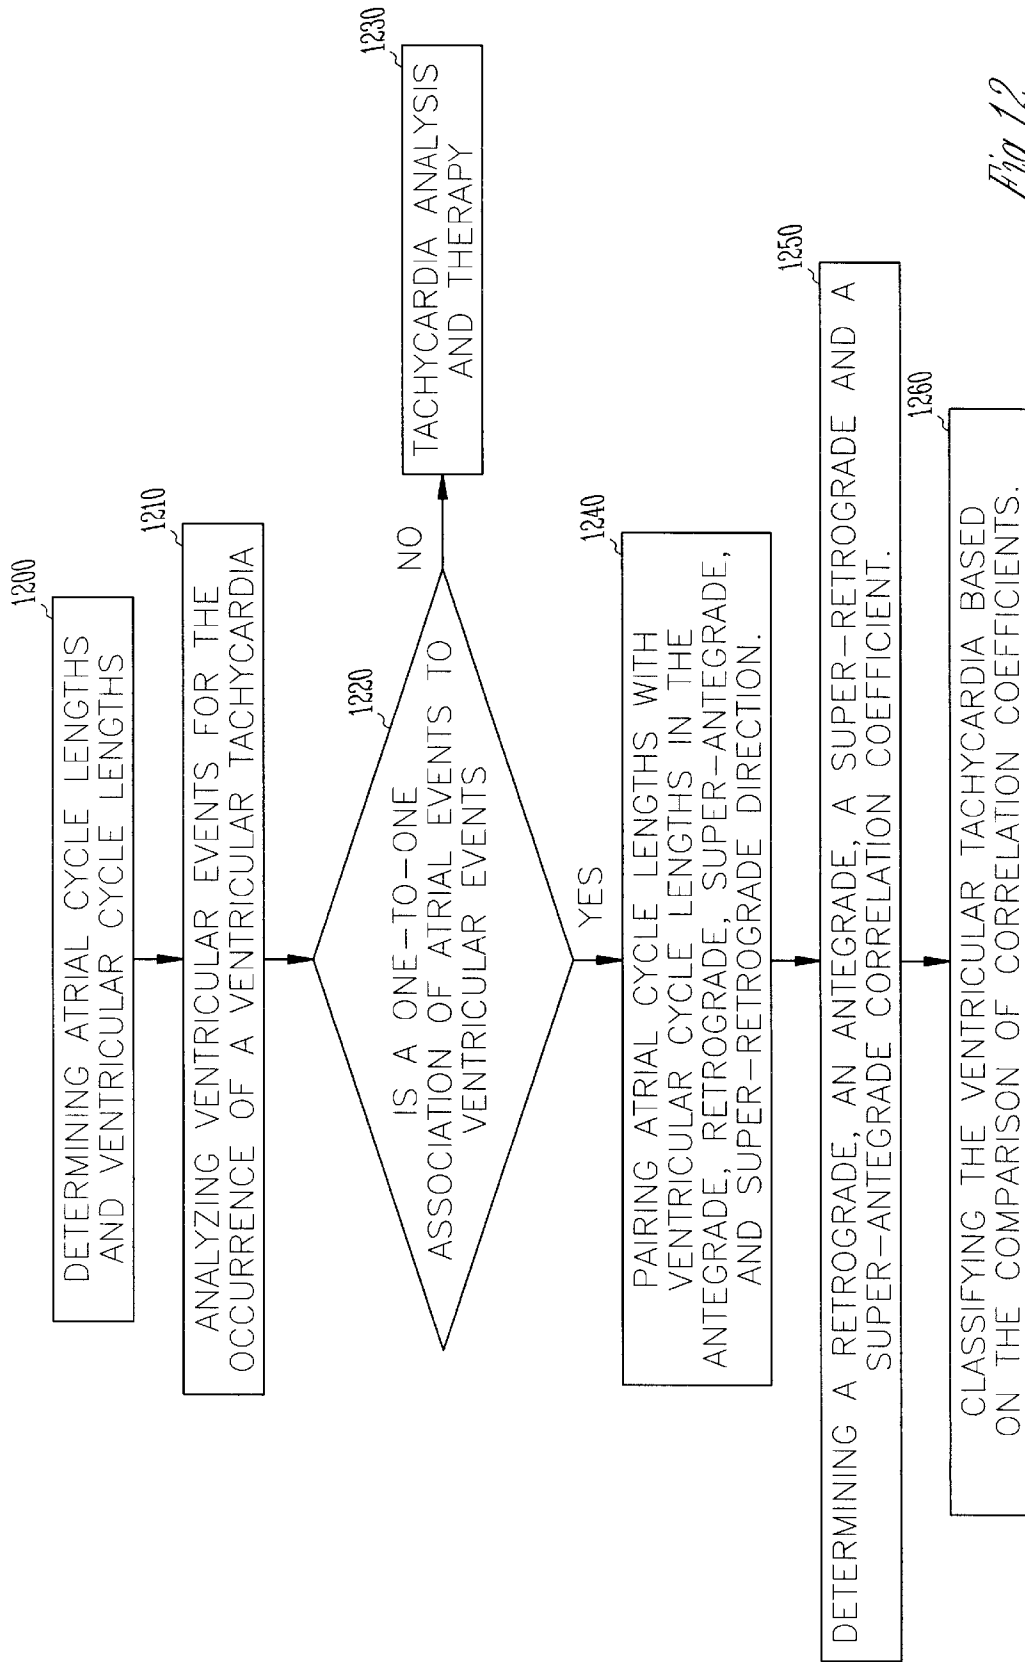 1200
DETERMINING ATRIAL CYCLE LENGTHS
AND VENTRICULAR CYCLE LENGTHS
1210
ANALYZING VENTRICULAR EVENTS FOR THE
OCCURRENCE OF A VENTRICULAR TACHYCARDIA
1220
IS A ONE-TO-ONE
ASSOCIATION OF ATRIAL EVENTS TO
VENTRICULAR EVENTS
NO
1230
TACHYCARDIA ANALYSIS
AND THERAPY
YES
1240
PAIRING ATRIAL CYCLE LENGTHS WITH
VENTRICULAR CYCLE LENGTHS IN THE
ANTEGRADE, RETROGRADE, SUPER-ANTEGRADE,
AND SUPER-RETROGRADE DIRECTION.
1250
DETERMINING A RETROGRADE, AN ANTEGRADE, A SUPER-RETROGRADE AND A
SUPER-ANTEGRADE CORRELATION COEFFICIENT.
1260
CLASSIFYING THE VENTRICULAR TACHYCARDIA BASED
ON THE COMPARISON OF CORRELATION COEFFICIENTS.
Fig. 12